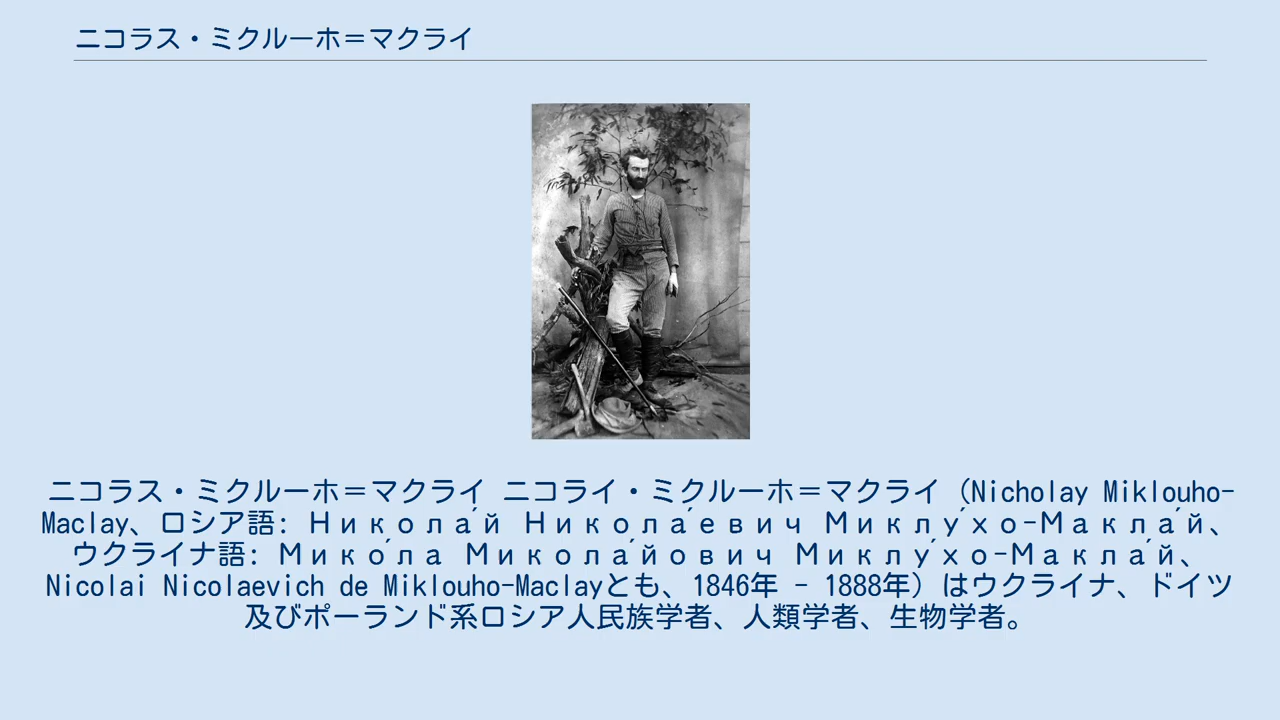 ニコラス・ミクルーホ＝マクライ
ニコラス・ミクルーホ＝マクライ ニコライ・ミクルーホ＝マクライ（Nicholay Miklouho-
Maclay、ロシア語: Никола́й Никола́евич Миклу́хо-Макла́й、
ウクライナ語: Мико́ла Микола́йович Миклу́хо-Макла́й、
Nicolai Nicolaevich de Miklouho-Maclayとも、1846年 - 1888年）はウクライナ、ドイツ
及びポーランド系ロシア人民族学者、人類学者、生物学者。